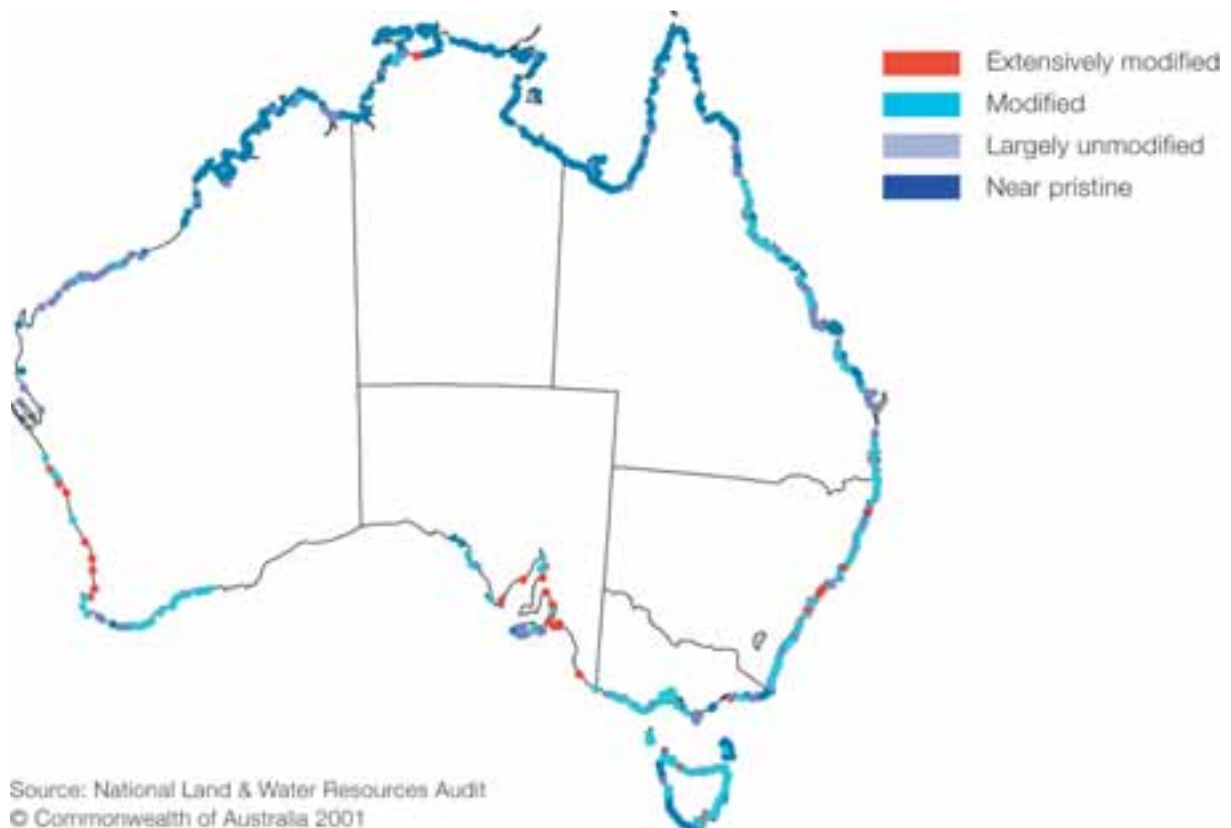 Extensively modified
Modified
Largely unmodified
Near pristine
Source: National Land & Water Resources Audit
© Commonwealth of Australia 2001